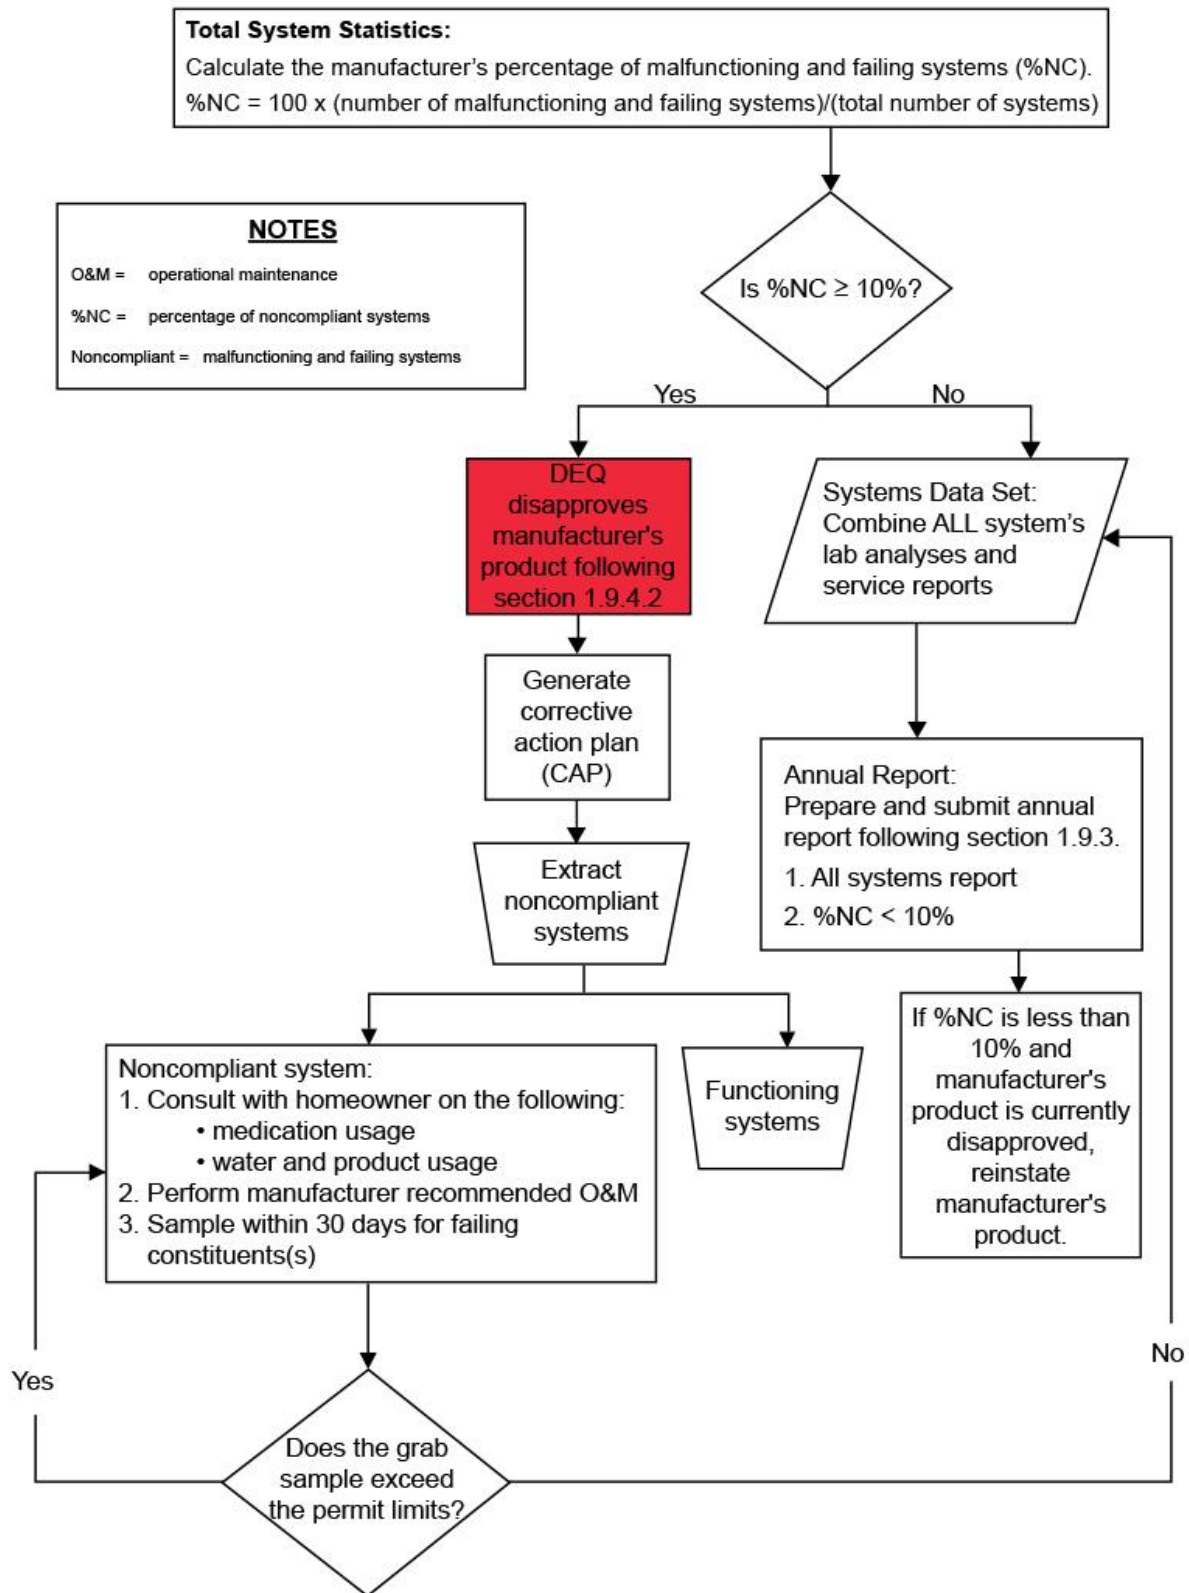 Total System Statistics:
Calculate the manufacturer's percentage of malfunctioning and failing systems (%NC).
%NC = 100 x (number of malfunctioning and failing systems)/(total number of systems)
NOTES
O&M = operational maintenance
%NC = percentage of noncompliant systems
Noncompliant = malfunctioning and failing systems
Is %NC ≥ 10%?
Yes
No
DEQ
disapproves
manufacturer's
product following
section 1.9.4.2
Systems Data Set:
Combine ALL system's
lab analyses and
service reports
Generate
corrective
action plan
(CAP)
Annual Report:
Prepare and submit annual
report following section 1.9.3.
1. All systems report
2. %NC < 10%
Extract
noncompliant
systems
If %NC is less than
10% and
manufacturer's
product is currently
disapproved,
reinstate
manufacturer's
product.
Noncompliant system:
1. Consult with homeowner on the following:
• medication usage
• water and product usage
2. Perform manufacturer recommended O&M
3. Sample within 30 days for failing
constituents(s)
Functioning
systems
Yes
No
Does the grab
sample exceed
the permit limits?